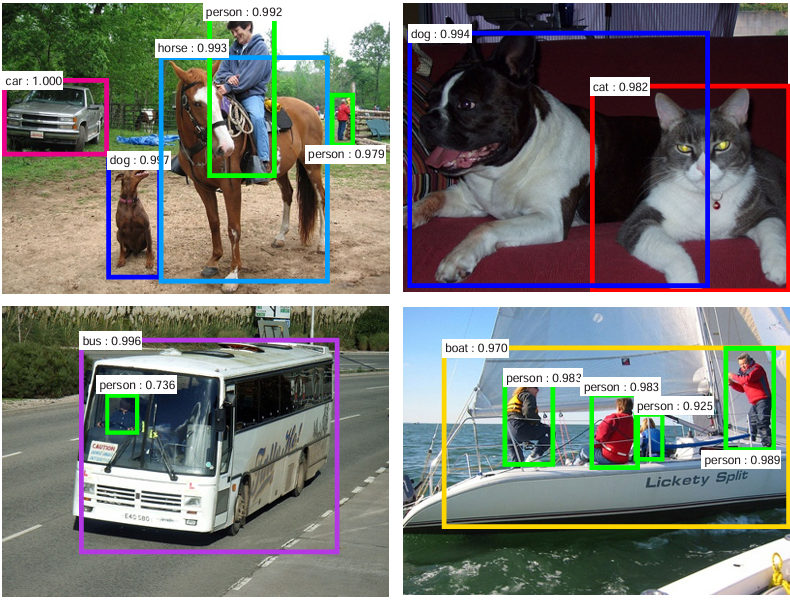 person : 0.992
horse : 0.993
car : 1.000
dog : 0.997
person : 0.979
dog : 0.994
cat : 0.982
bus : 0.996
person : 0.736
CAUTION
boat : 0.970
person : 0.983
person : 0.983
person : 0.925
person : 0.989
Lickety Split